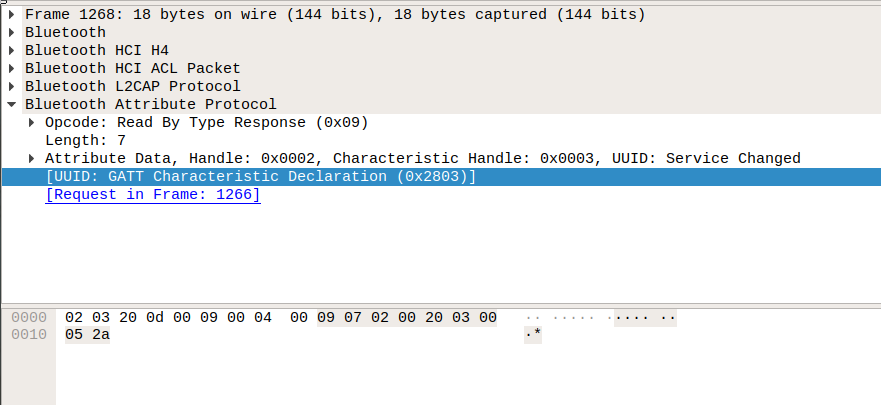 Frame 1268: 18 bytes on wire (144 bits), 18 bytes captured (144 bits)
Bluetooth
Bluetooth HCI H4
Bluetooth HCI ACL Packet
Bluetooth L2CAP Protocol
Bluetooth Attribute Protocol
Opcode: Read By Type Response (0x09)
Length: 7
Attribute Data, Handle: 0x0002, Characteristic Handle: 0x0003, UUID: Service Changed
[UUID: GATT Characteristic Declaration (0x2803)]
[Request in Frame: 1266]
0000 02 03 20 0d 00 09 00 04 00 09 07 02 00 20 03 00 ·· ····· ····· ··
0010 05 2a ·*